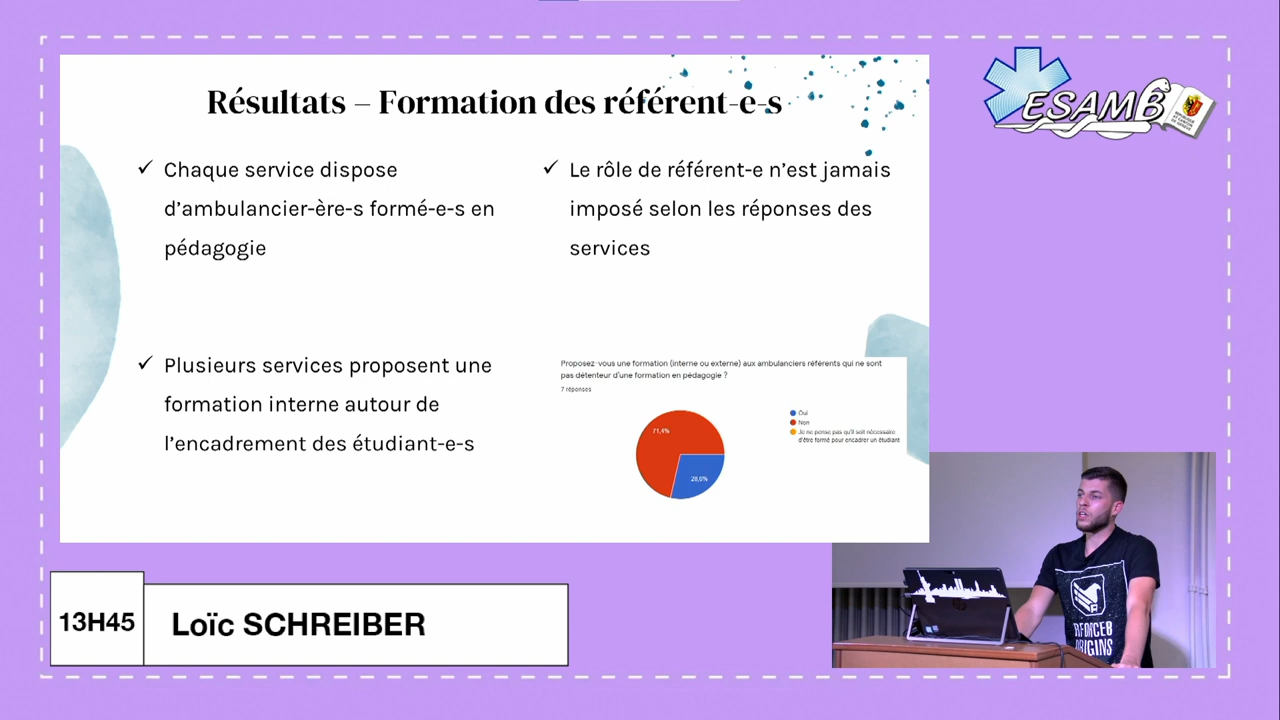 Résultats – Formation des référent-e-s
Chaque service dispose
d’ambulancier-ère-s formé-e-s en
pédagogie
Le rôle de référent-e n’est jamais
imposé selon les réponses des
services
Plusieurs services proposent une
formation interne autour de
l’encadrement des étudiant-e-s
Proposez-vous une formation (interne ou externe) aux ambulanciers référents qui ne sont
pas détenteur d'une formation en pédagogie ?
7 réponses
71,4%
28,6%
Oui
Non
Je ne pense pas qu'il soit nécessaire
d'être formé pour encadrer un étudiant
ESAMB
13H45
Loïc SCHREIBER
ORIGINS